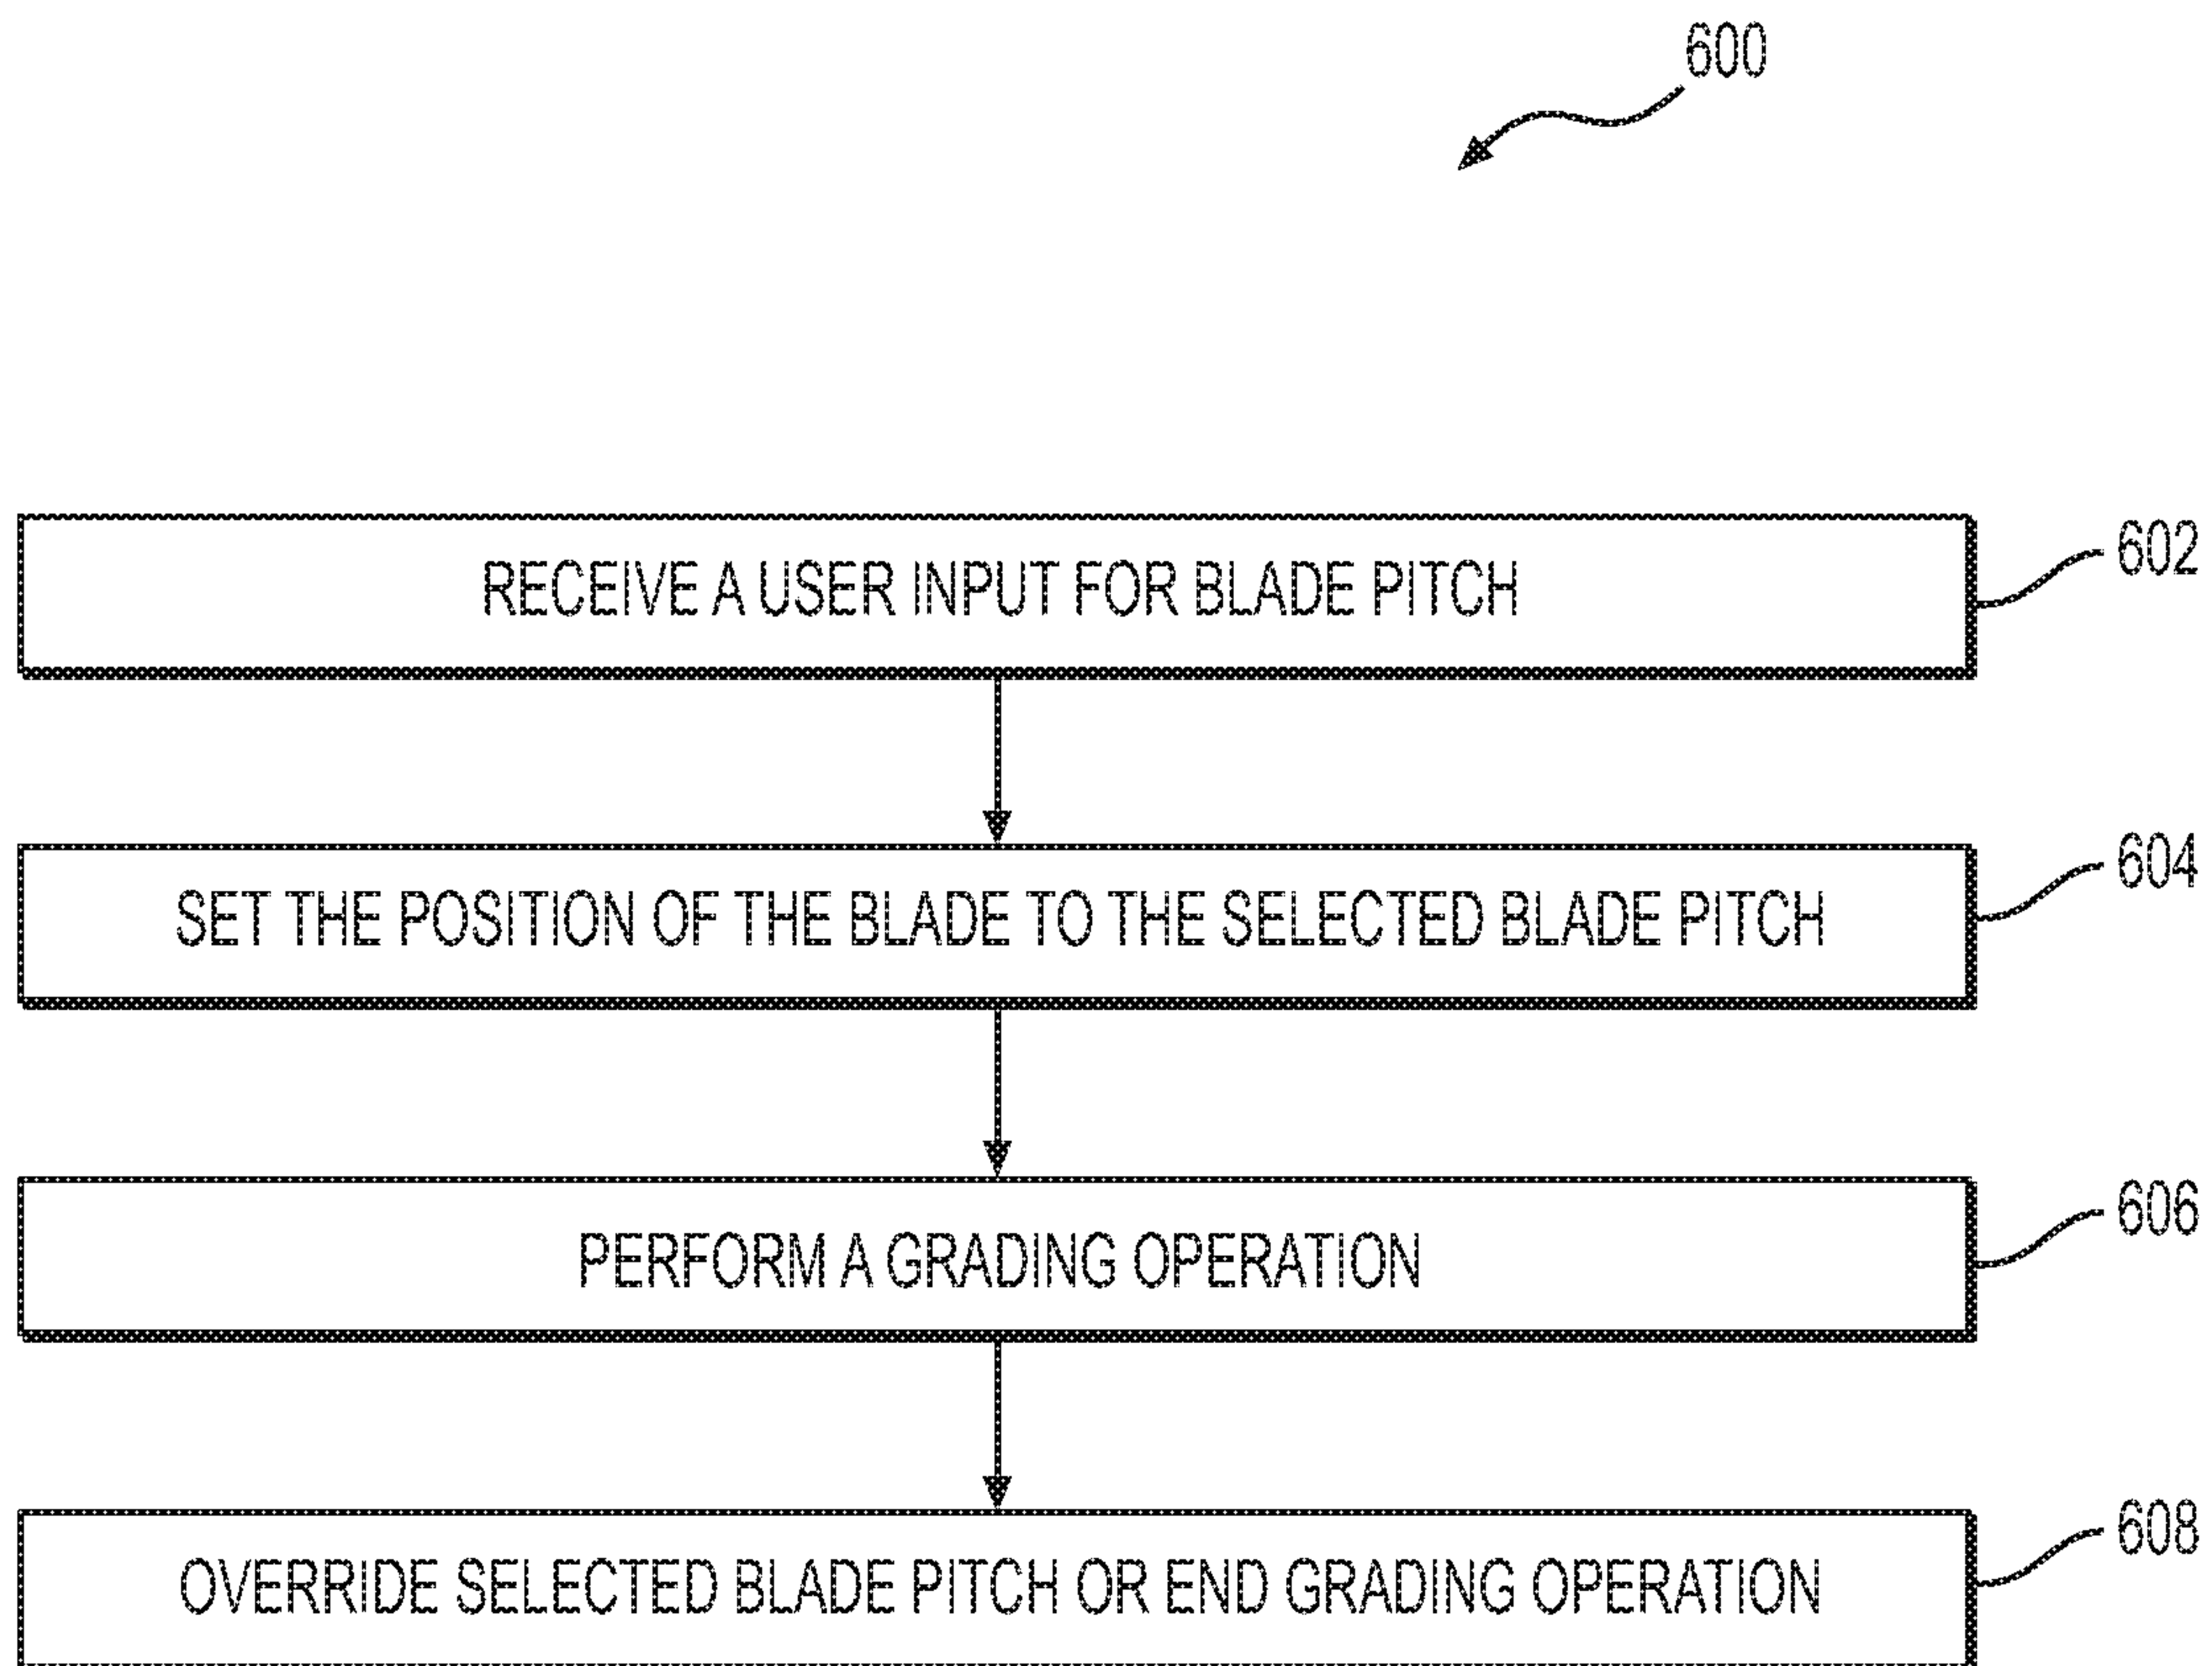 600
RECEIVE A USER INPUT FOR BLADE PITCH
602
SET THE POSITION OF THE BLADE TO THE SELECTED BLADE PITCH
604
PERFORM A GRADING OPERATION
606
OVERRIDE SELECTED BLADE PITCH OR END GRADING OPERATION
608